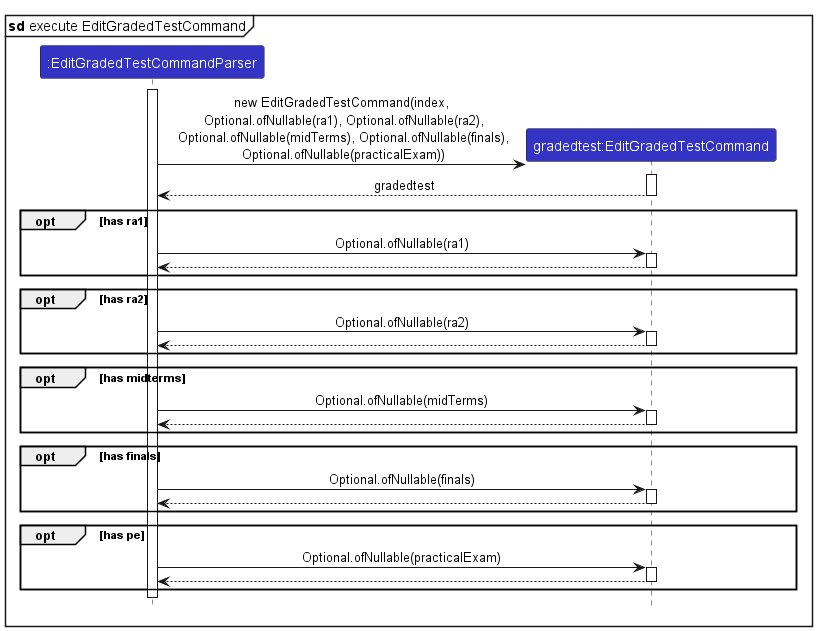 sd execute EditGradedTestCommand
:EditGradedTestCommandParser
new EditGradedTestCommand(index,
Optional.ofNullable(ra1), Optional.ofNullable(ra2),
Optional.ofNullable(midTerms), Optional.ofNullable(finals),
Optional.ofNullable(practicalExam))
gradedtest:EditGradedTestCommand
gradedtest
opt [has ra1]
Optional.ofNullable(ra1)
opt [has ra2]
Optional.ofNullable(ra2)
opt [has midterms]
Optional.ofNullable(midTerms)
opt [has finals]
Optional.ofNullable(finals)
opt [has pe]
Optional.ofNullable(practicalExam)